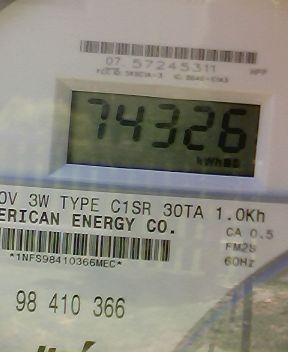 07 57245311
74326
kWh
0V 3W TYPE C1SR 30TA 1.0Kh
ERICAN ENERGY CO.
CA 0.5
FM2S
60Hz
*1NFS98410366MEC*
98 410 366